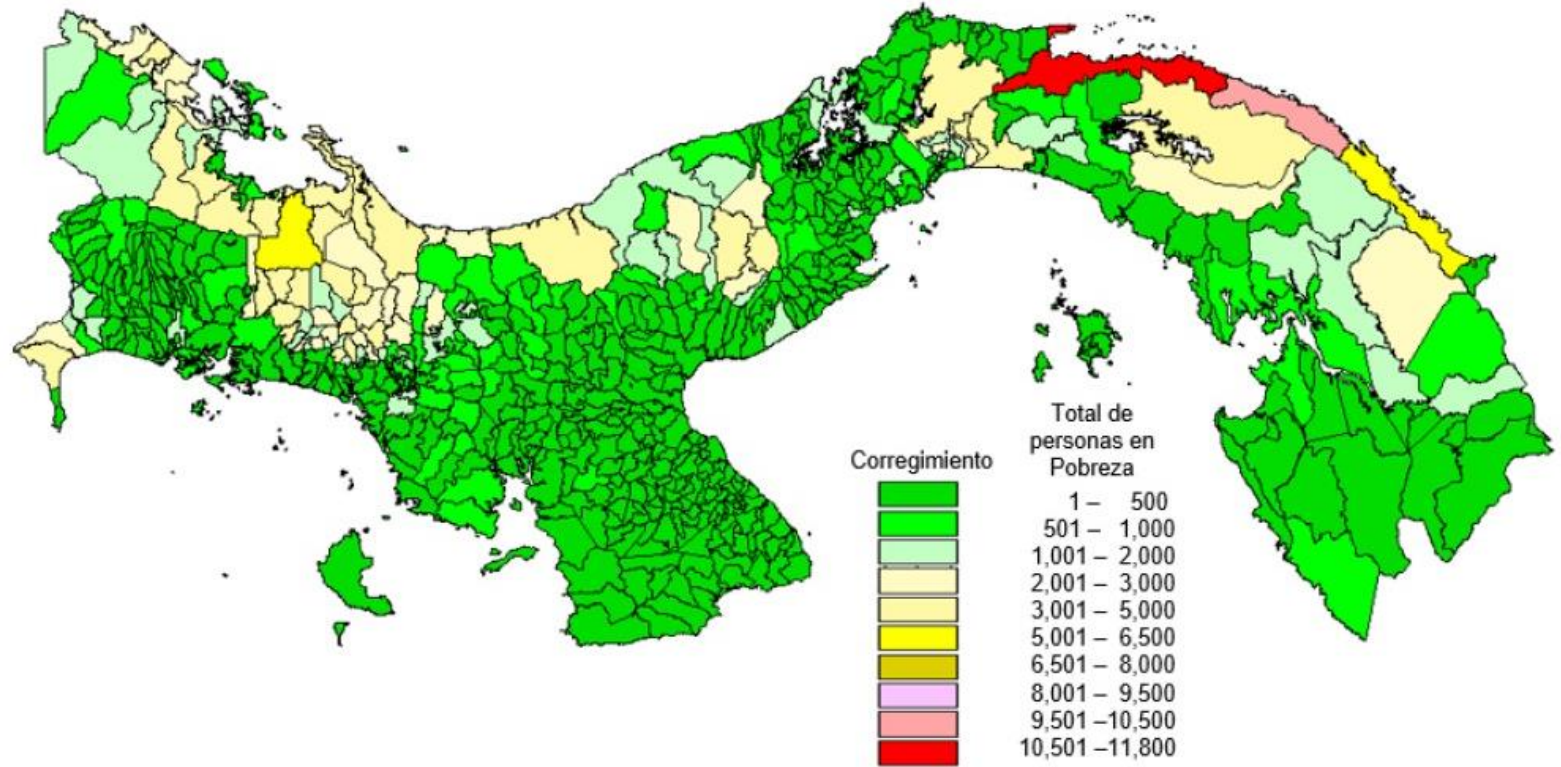 Corregimiento
Total de
personas en
Pobreza
1 – 500
501 – 1,000
1,001 – 2,000
2,001 – 3,000
3,001 – 5,000
5,001 – 6,500
6,501 – 8,000
8,001 – 9,500
9,501 –10,500
10,501 –11,800